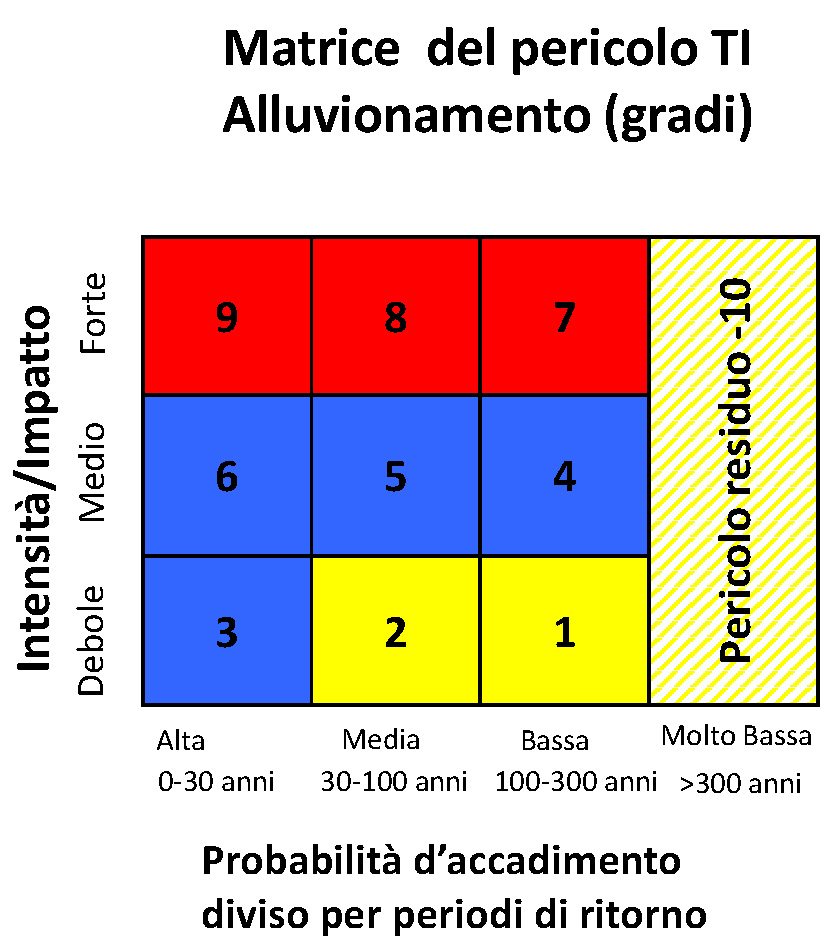 Matrice del pericolo TI
Alluvionamento (gradi)
Intensità/Impatto
Forte
9
8
7
Pericolo residuo -10
Medio
6
5
4
Debole
3
2
1
Alta
Media
Bassa
Molto Bassa
0-30 anni
30-100 anni
100-300 anni
>300 anni
Probabilità d’accadimento
diviso per periodi di ritorno